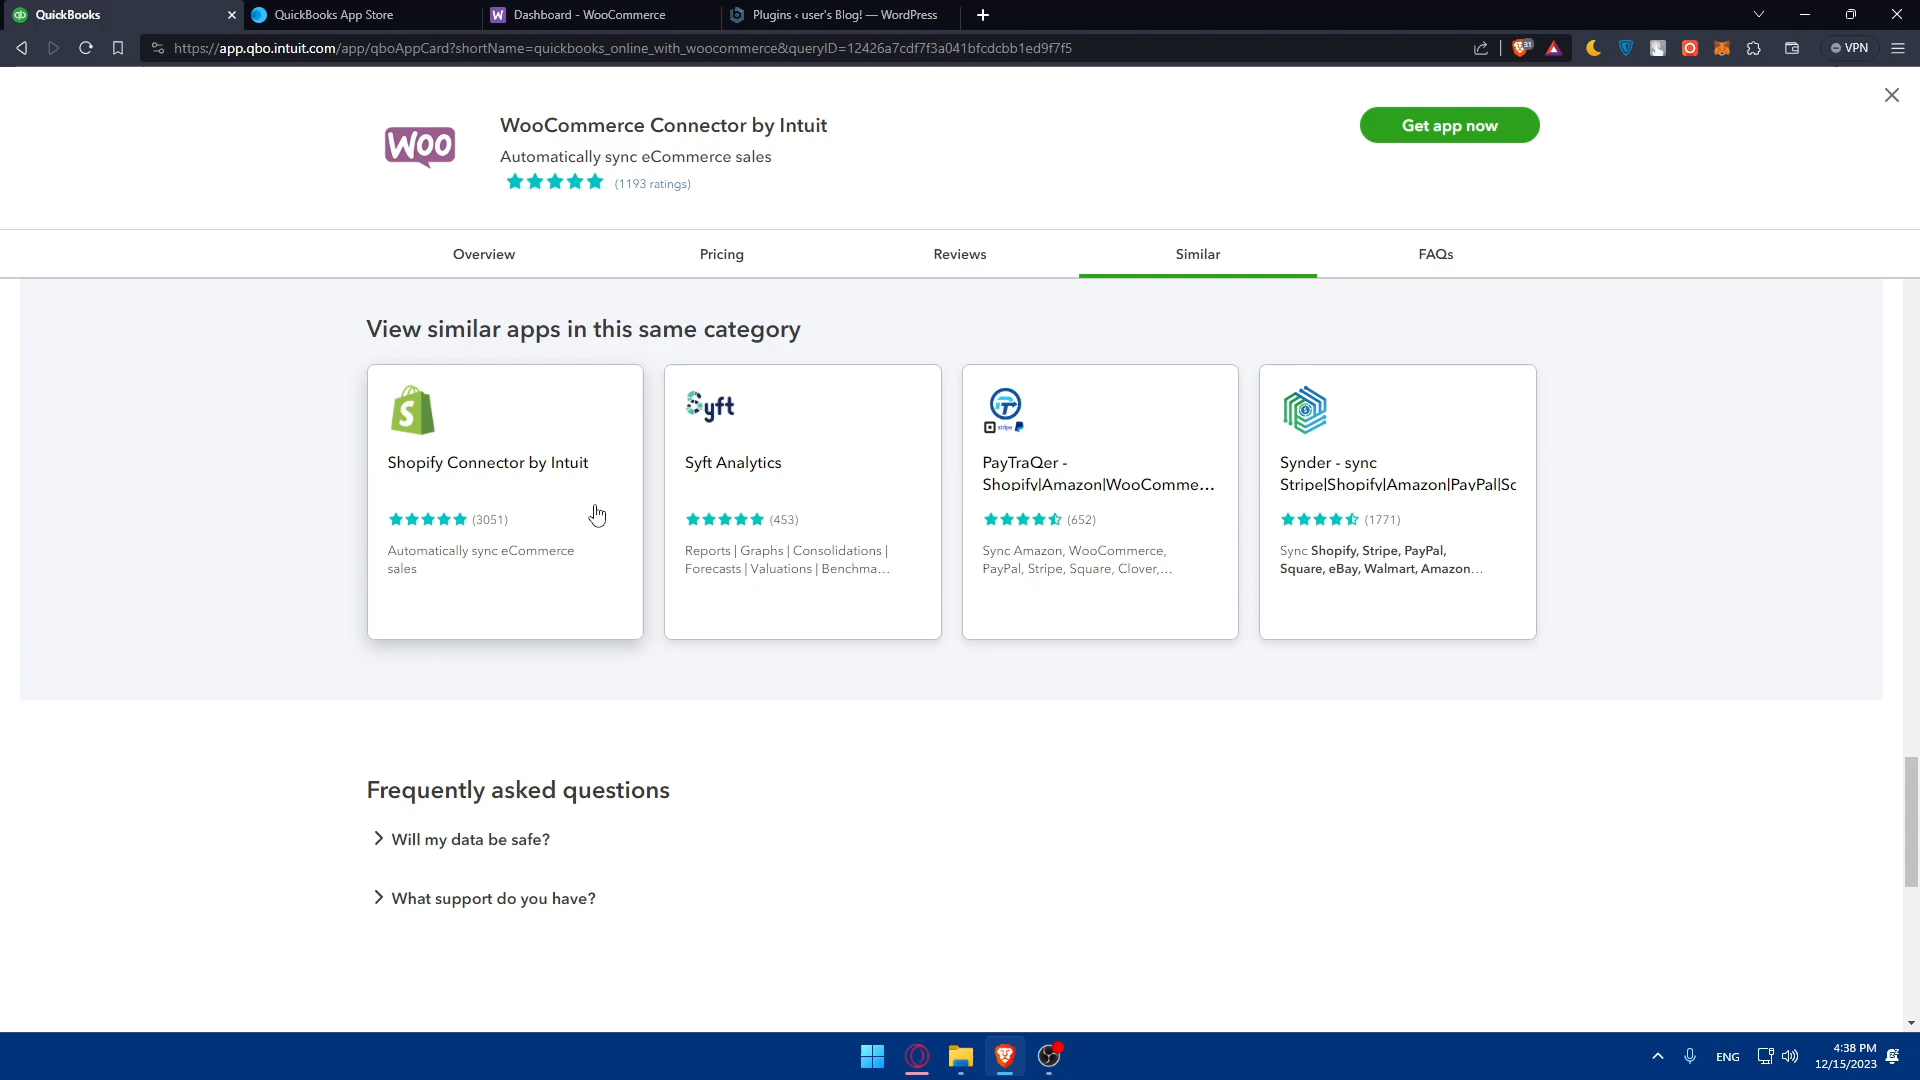 QuickBooks
QuickBooks App Store
Dashboard - WooCommerce
Plugins ‹ user's Blog! — WordPress
https://app.qbo.intuit.com/app/qboAppCard?shortName=quickbooks_online_with_woocommerce&queryID=12426a7cdf7f3a041bfcdcbb1ed9f7f5
31
VPN
WOO
WooCommerce Connector by Intuit
Automatically sync eCommerce sales
(1193 ratings)
Get app now
Overview
Pricing
Reviews
Similar
FAQs
View similar apps in this same category
Shopify Connector by Intuit
(3051)
Automatically sync eCommerce
sales
Syft
Syft Analytics
(453)
Reports | Graphs | Consolidations |
Forecasts | Valuations | Benchma...
stripe
PayTraQer -
Shopify|Amazon|WooComme...
(652)
Sync Amazon, WooCommerce,
PayPal, Stripe, Square, Clover,...
Synder - sync
Stripe|Shopify|Amazon|PayPal|Sc
(1771)
Sync Shopify, Stripe, PayPal,
Square, eBay, Walmart, Amazon...
Frequently asked questions
Will my data be safe?
What support do you have?
ENG
4:38 PM
12/15/2023